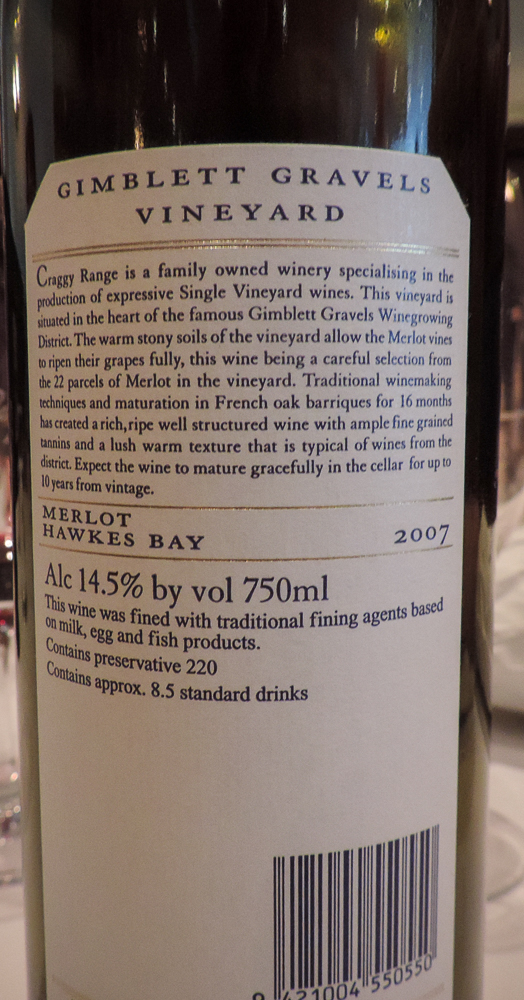 GIMBLETT GRAVELS
VINEYARD
Craggy Range is a family owned winery specialising in the
production of expressive Single Vineyard wines. This vineyard is
situated in the heart of the famous Gimblett Gravels Winegrowing
District. The warm stony soils of the vineyard allow the Merlot vines
to ripen their grapes fully, this wine being a careful selection from
the 22 parcels of Merlot in the vineyard. Traditional winemaking
techniques and maturation in French oak barriques for 16 months
has created a rich, ripe well structured wine with ample fine grained
tannins and a lush warm texture that is typical of wines from the
district. Expect the wine to mature gracefully in the cellar for up to
10 years from vintage.
MERLOT
HAWKES BAY 2007
Alc 14.5% by vol 750ml
This wine was fined with traditional fining agents based
on milk, egg and fish products.
Contains preservative 220
Contains approx. 8.5 standard drinks
9 421004 550550